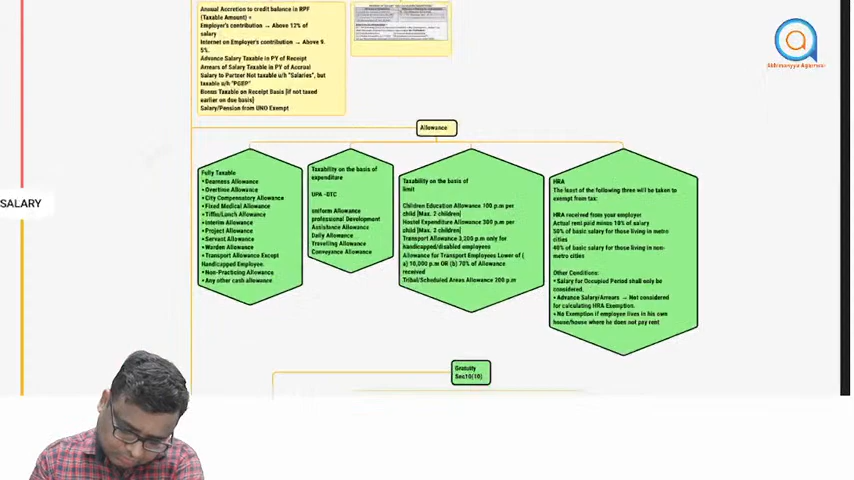 Annual Accretion to credit balance in RPF
(Taxable Amount) =
Employer's contribution → Above 12% of
salary
Internet on Employer's contribution → Above 9.
5%.
Advance Salary Taxable in PY of Receipt
Arrears of Salary Taxable in PY of Accrual
Salary to Partner Not taxable u/h "Salaries", but
taxable u/h "PGBP"
Bonus Taxable on Receipt Basis [if not taxed
earlier on due basis]
Salary/Pension from UNO Exempt
Abhimanyyu Agarrwal
Allowance
SALARY
Fully Taxable
• Dearness Allowance
• Overtime Allowance
• City Compensatory Allowance
• Fixed Medical Allowance
• Tiffin/Lunch Allowance
• Interim Allowance
• Project Allowance
• Servant Allowance
• Warden Allowance
• Transport Allowance Except
Handicapped Employee
• Non-Practising Allowance
• Any other cash allowance
Taxability on the basis of
expenditure
UPA -DTC
uniform Allowance
professional Development
Assistance Allowance
Daily Allowance
Travelling Allowance
Conveyance Allowance
Taxability on the basis of
limit
Children Education Allowance 100 p.m per
child [Max. 2 children]
Hostel Expenditure Allowance 300 p.m per
child [Max. 2 children]
Transport Allowance 3,200 p.m only for
handicapped/disabled employees
Allowance for Transport Employees Lower of (
a) 10,000 p.m OR (b) 70% of Allowance
received
Tribal/Scheduled Areas Allowance 200 p.m
HRA
The least of the following three will be taken to
exempt from tax:
HRA received from your employer
Actual rent paid minus 10% of salary
50% of basic salary for those living in metro
cities
40% of basic salary for those living in non-
metro cities
Other Conditions:
• Salary for Occupied Period shall only be
considered.
• Advance Salary/Arrears → Not considered
for calculating HRA Exemption.
• No Exemption if employee lives in his own
house/house where he does not pay rent
Gratuity
Sec10(10)